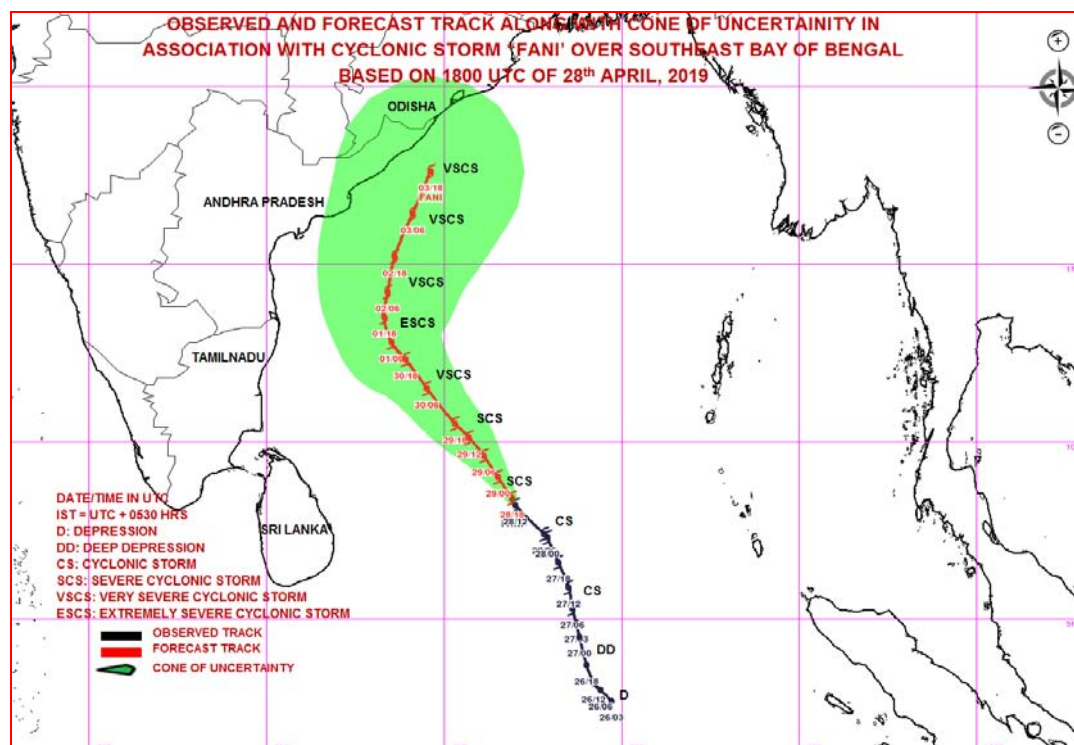 OBSERVED AND FORECAST TRACK ALONG WITH CONE OF UNCERTAINITY IN
ASSOCIATION WITH CYCLONIC STORM 'FANI' OVER SOUTHEAST BAY OF BENGAL
BASED ON 1800 UTC OF 28th APRIL, 2019
ODISHA
VSCS
03/18
FANI
ANDHRA PRADESH
VSCS
03/06
02/18
VSCS
02/06
ESCS
01/18
TAMILNADU
01/06
30/18
VSCS
30/06
SCS
29/18
29/12
29/06
SCS
29/00
28/18
28/12
CS
28/00
27/18
CS
27/12
27/06
27/03
27/00
DD
26/18
26/12
D
26/06
26/03
SRI LANKA
DATE/TIME IN UTC
IST = UTC + 0530 HRS
D: DEPRESSION
DD: DEEP DEPRESSION
CS: CYCLONIC STORM
SCS: SEVERE CYCLONIC STORM
VSCS: VERY SEVERE CYCLONIC STORM
ESCS: EXTREMELY SEVERE CYCLONIC STORM
OBSERVED TRACK
FORECAST TRACK
CONE OF UNCERTAINTY